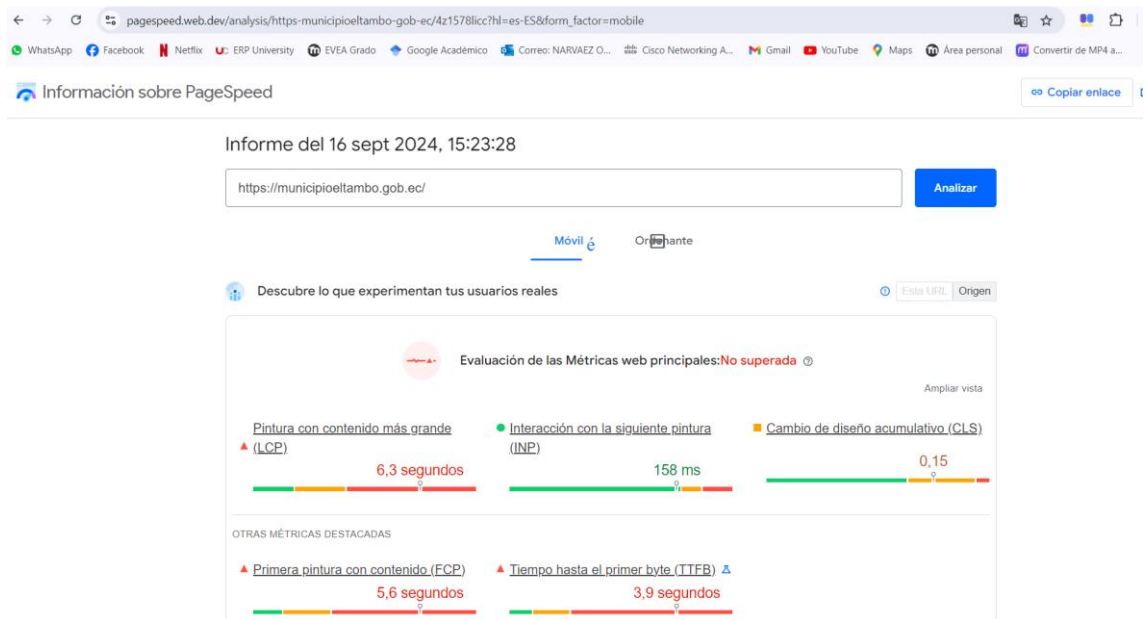 pagespeed.web.dev/analysis/https-municipioeltambo-gob-ec/4z1578licc?hl=es-ES&form_factor=mobile
WhatsApp Facebook Netflix ERP University EVEA Grado Google Académico Correo: NARVAEZ O... Cisco Networking A... Gmail YouTube Maps Área personal Convertir de MP4 a...
Información sobre PageSpeed
Copiar enlace
Informe del 16 sept 2024, 15:23:28
https://municipioeltambo.gob.ec/
Analizar
Móvil é
Descubre lo que experimentan tus usuarios reales
Esta URL Origen
Evaluación de las Métricas web principales:No superada
Ampliar vista
Pintura con contenido más grande
(LCP)
6,3 segundos
Interacción con la siguiente pintura
(INP)
158 ms
Cambio de diseño acumulativo (CLS)
0,15
OTRAS MÉTRICAS DESTACADAS
Primera pintura con contenido (FCP)
5,6 segundos
Tiempo hasta el primer byte (TTFB)
3,9 segundos